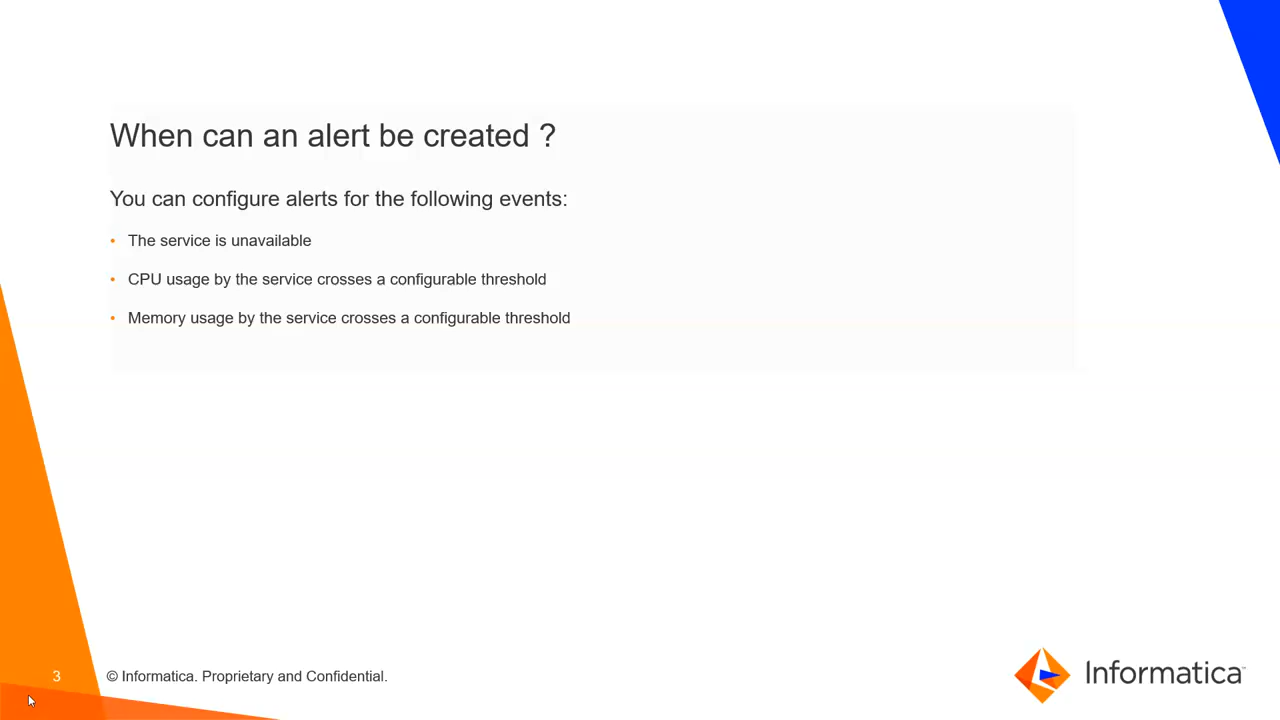 When can an alert be created ?
You can configure alerts for the following events:
• The service is unavailable
• CPU usage by the service crosses a configurable threshold
• Memory usage by the service crosses a configurable threshold
3
© Informatica. Proprietary and Confidential.
Informatica™